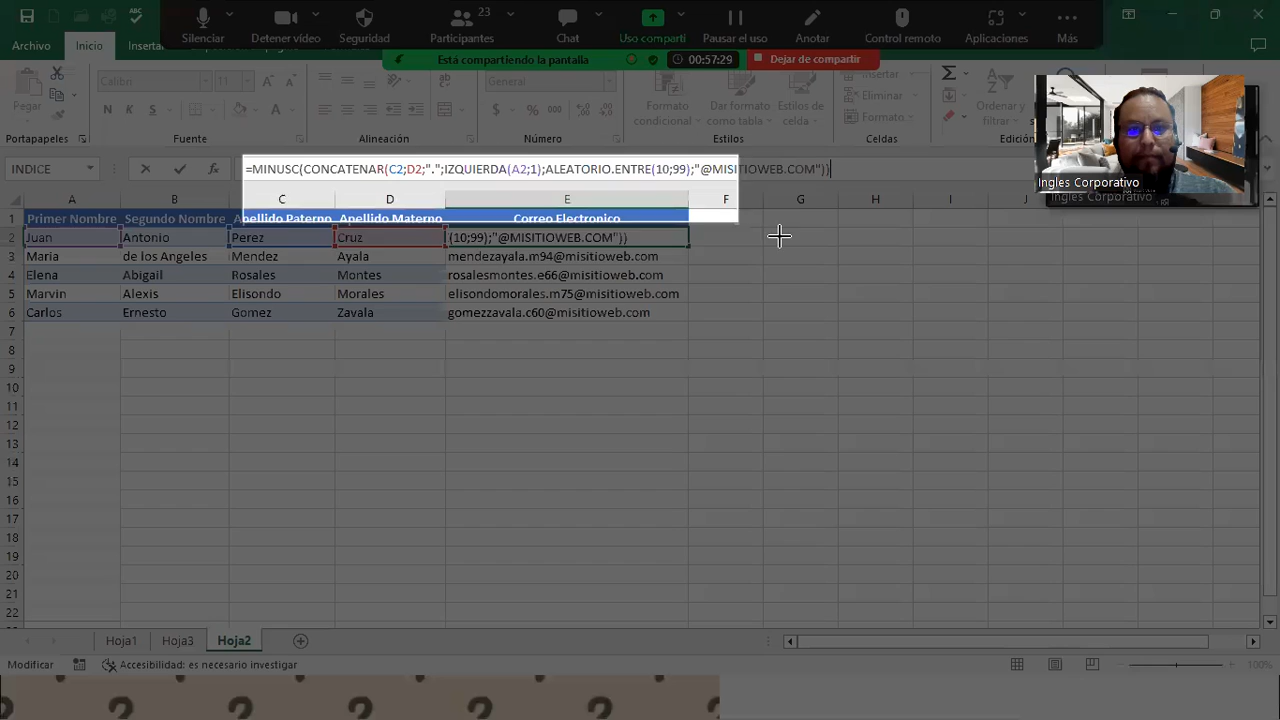 23
Silenciar Detener vídeo Seguridad Participantes Chat Uso comparti Pausar el uso Anotar Control remoto Aplicaciones Más
Archivo Inicio Insertar
Está compartiendo la pantalla 00:57:29 Dejar de compartir
Pegar
Calibri 11 General
Formato condicional Dar formato como tabla Estilos de celda
Insertar
Eliminar
Formato
Ordenar y
Portapapeles Fuente Alineación Número Estilos
Ingles Corporativo
Ingles Corporativo
INDICE =MINUSC(CONCATENAR(C2;D2;".";IZQUIERDA(A2;1);ALEATORIO.ENTRE(10;99);"@MISITIOWEB.COM"))
A B C D E F G H I J
1 Primer Nombre Segundo Nombre Apellido Paterno Apellido Materno Correo Electronico
2 Juan Antonio Perez Cruz (10;99);"@MISITIOWEB.COM"))
3 Maria de los Angeles Mendez Ayala mendezayala.m94@misitioweb.com
4 Elena Abigail Rosales Montes rosalesmontes.e66@misitioweb.com
5 Marvin Alexis Elisondo Morales elisondomorales.m75@misitioweb.com
6 Carlos Ernesto Gomez Zavala gomezzavala.c60@misitioweb.com
7
8
9
10
11
12
13
14
15
16
17
18
19
20
21
22
Hoja1 Hoja3 Hoja2
Modificar Accesibilidad: es necesario investigar 100%
? ? ? ? ?